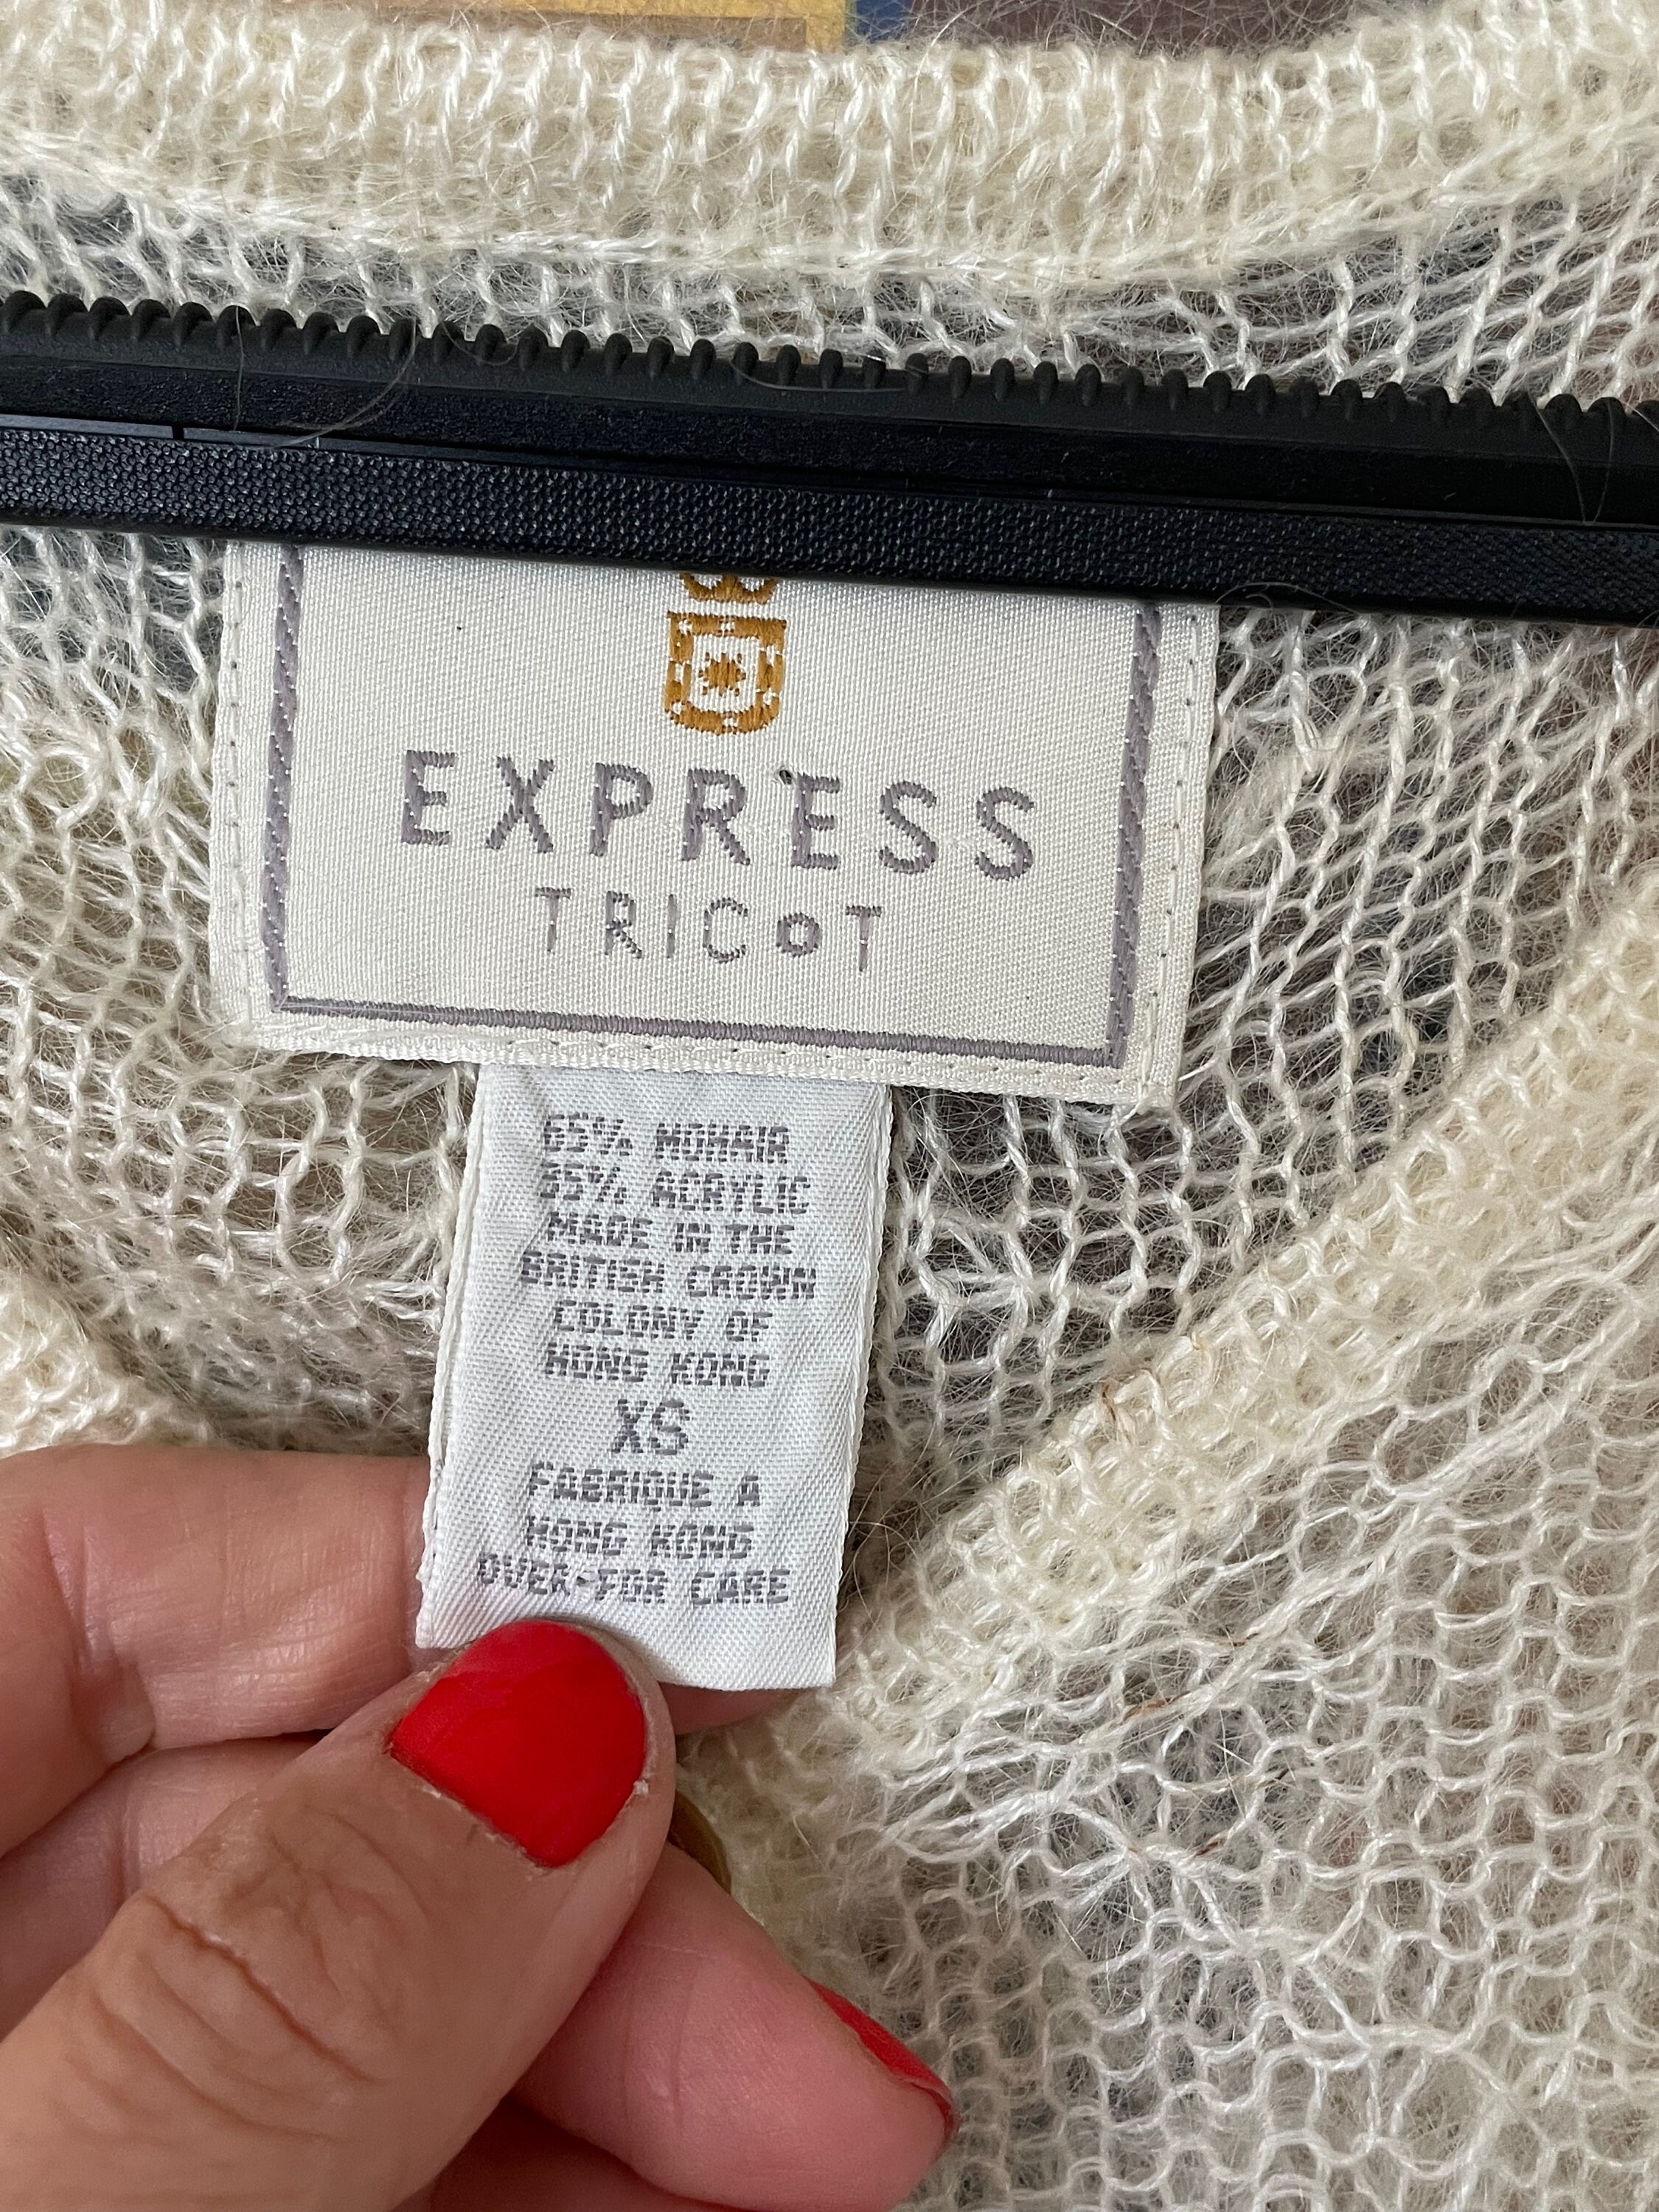 EXPRESS
TRICOT
65% MOHAIR
35% ACRYLIC
MADE IN THE
BRITISH CROWN
COLONY OF
HONG KONG
XS
FABRIQUE A
HONG KONG
OVER-FOR CARE